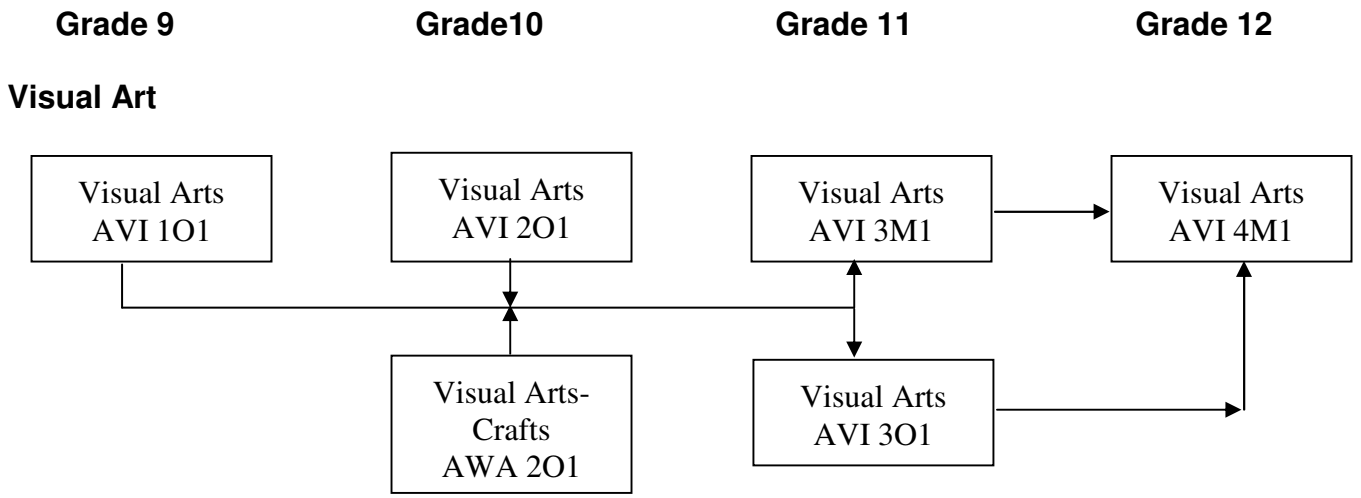 Grade 9 Grade10 Grade 11 Grade 12
Visual Art
Visual Arts
AVI 1O1
Visual Arts
AVI 2O1
Visual Arts-
Crafts
AWA 2O1
Visual Arts
AVI 3M1
Visual Arts
AVI 3O1
Visual Arts
AVI 4M1